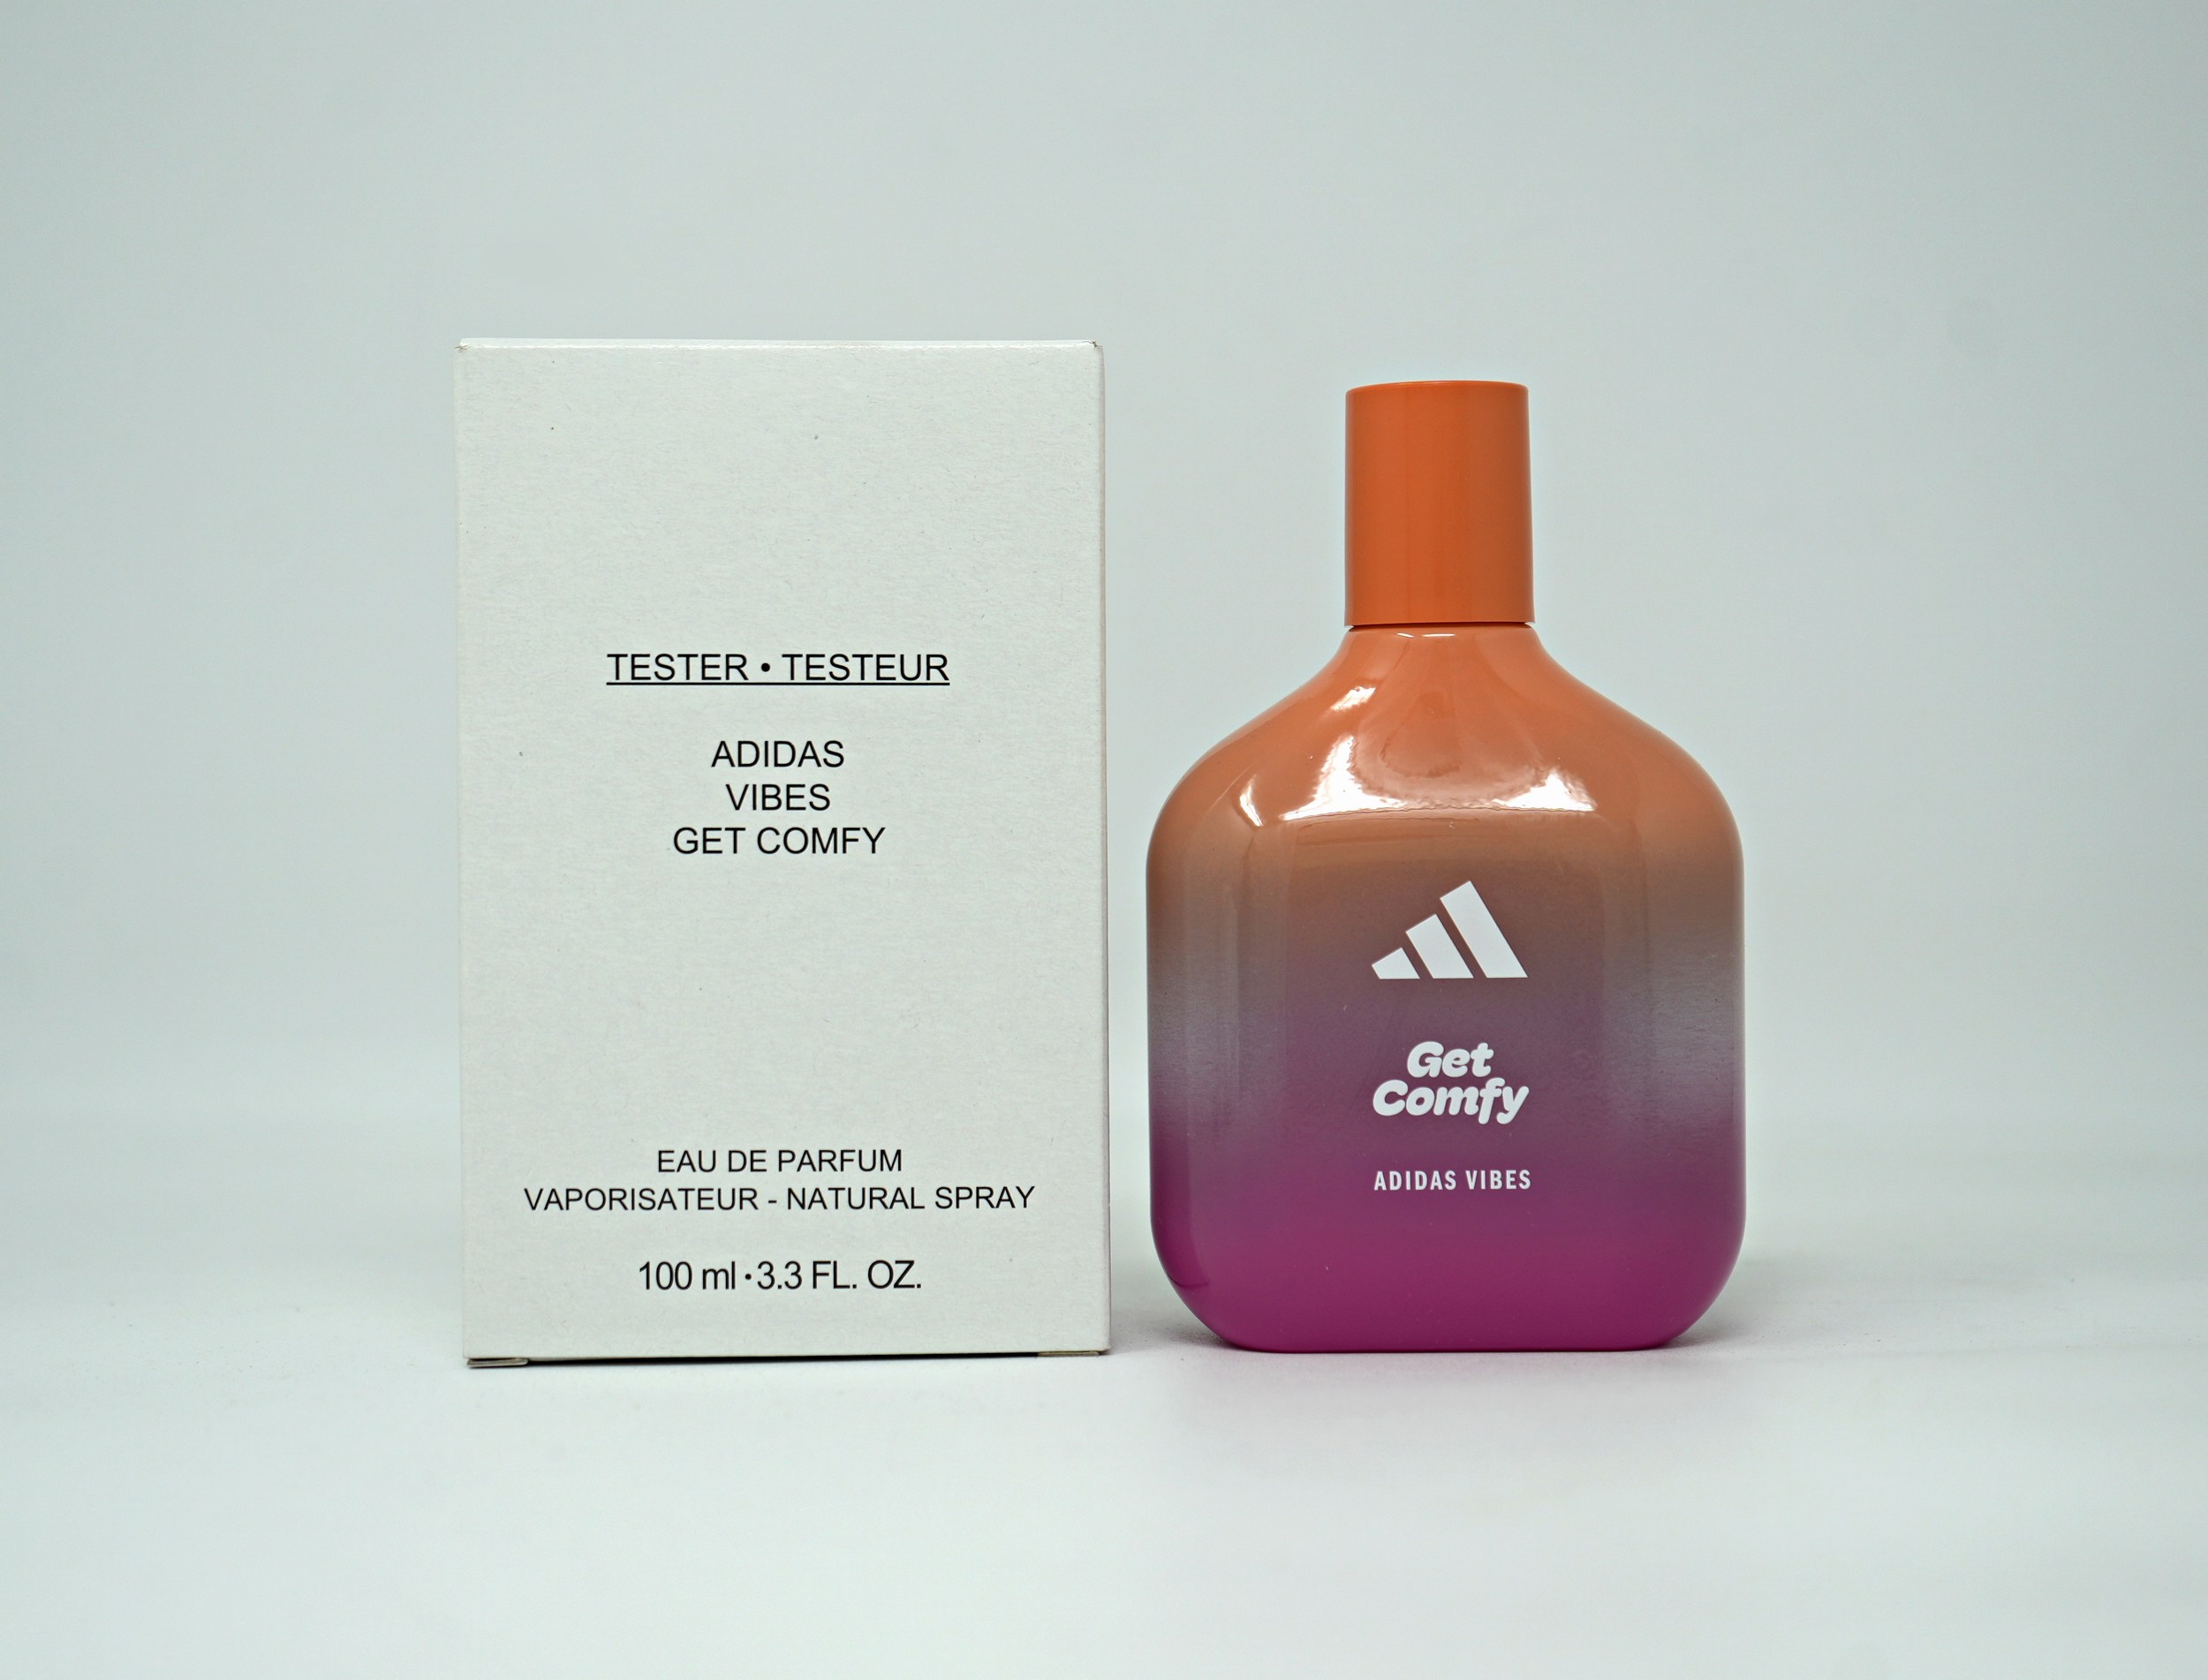 TESTER • TESTEUR
ADIDAS
VIBES
GET COMFY
EAU DE PARFUM
VAPORISATEUR - NATURAL SPRAY
100 ml • 3.3 FL. OZ.
Get
Comfy
ADIDAS VIBES